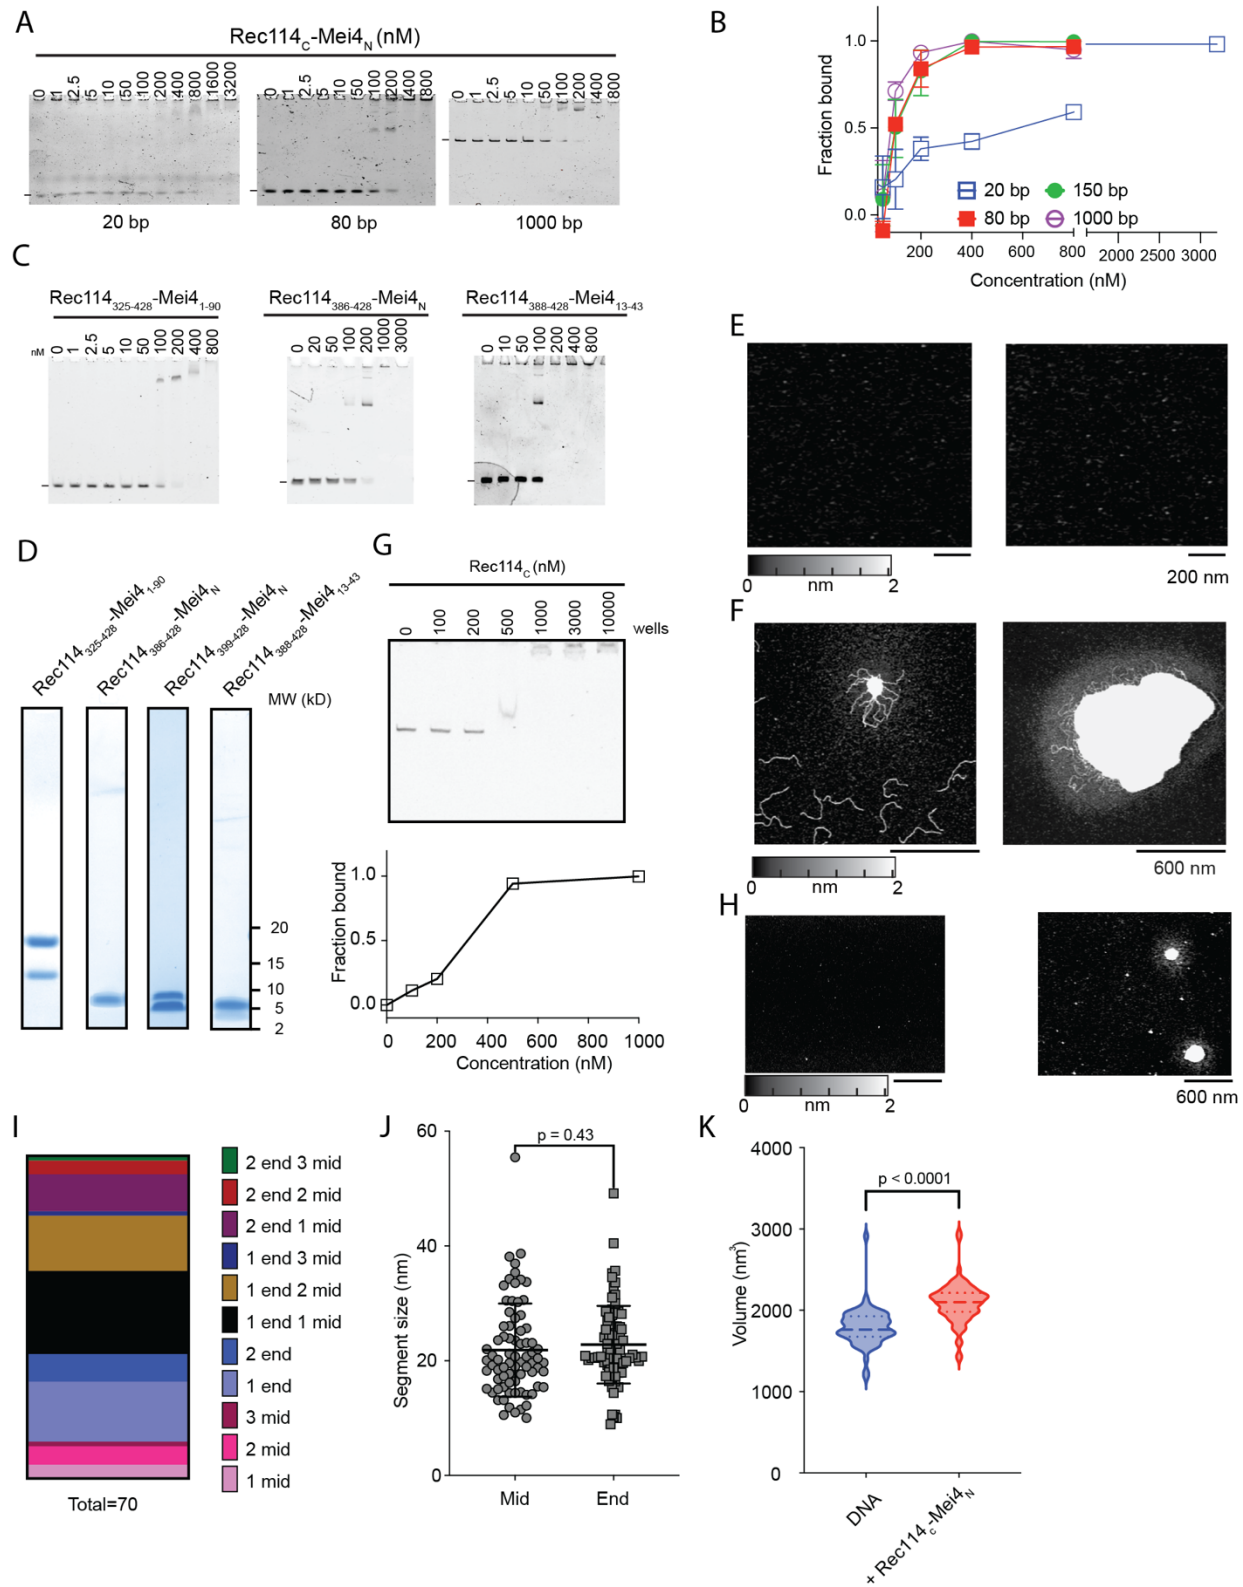 A
Rec114C-Mei4N (nM)
0 1 2.5 5 10 50 100 200 400 800 1600 3200
0 1 2.5 5 10 50 100 200 400 800
0 1 2.5 5 10 50 100 200 400 800
20 bp
80 bp
1000 bp
B
Fraction bound
1.0
0.5
0.0
20 bp
150 bp
80 bp
1000 bp
200 400 600 800 2000 2500 3000
Concentration (nM)
C
Rec114325-428-Mei41-90
Rec114386-428-Mei4N
Rec114388-428-Mei413-43
nM
0 1 2.5 5 10 50 100 200 400 800
0 20 50 100 200 1000 3000
0 10 50 100 200 400 800
D
Rec114325-428-Mei41-90
Rec114386-428-Mei4N
Rec114399-428-Mei4N
Rec114388-428-Mei413-43
MW (kD)
20
15
10
5
2
E
0 nm 2
200 nm
F
0 nm 2
600 nm
G
Rec114C (nM)
0 100 200 500 1000 3000 10000
wells
Fraction bound
1.0
0.5
0.0
0 200 400 600 800 1000
Concentration (nM)
H
0 nm 2
600 nm
I
2 end 3 mid
2 end 2 mid
2 end 1 mid
1 end 3 mid
1 end 2 mid
1 end 1 mid
2 end
1 end
3 mid
2 mid
1 mid
Total=70
J
p = 0.43
Segment size (nm)
60
40
20
0
Mid
End
K
p < 0.0001
Volume (nm³)
4000
3000
2000
1000
0
DNA
+ Rec114c-Mei4N